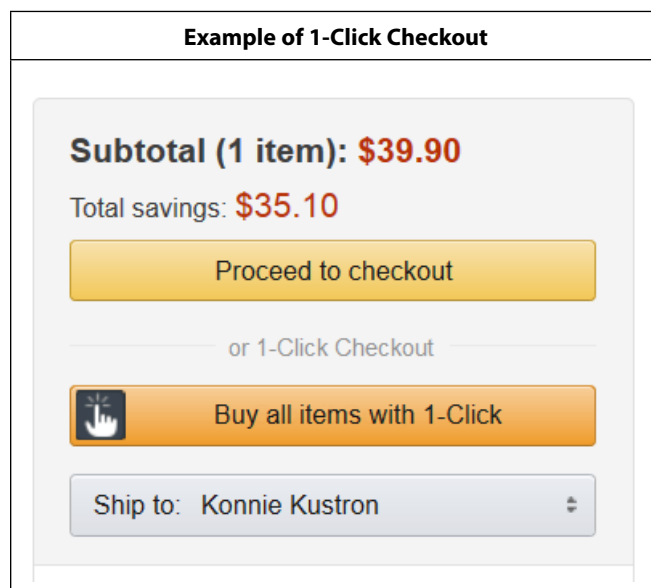 Example of 1-Click Checkout
Subtotal (1 item): $39.90
Total savings: $35.10
Proceed to checkout
or 1-Click Checkout
Buy all items with 1-Click
Ship to: Konnie Kustron